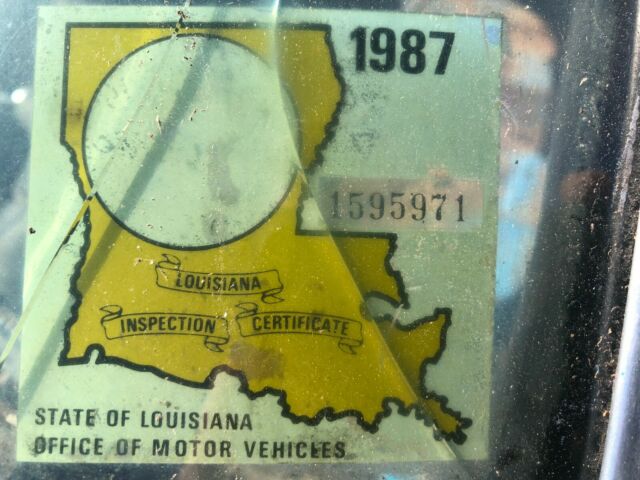 1987
1595971
LOUISIANA
INSPECTION CERTIFICATE
STATE OF LOUISIANA
OFFICE OF MOTOR VEHICLES